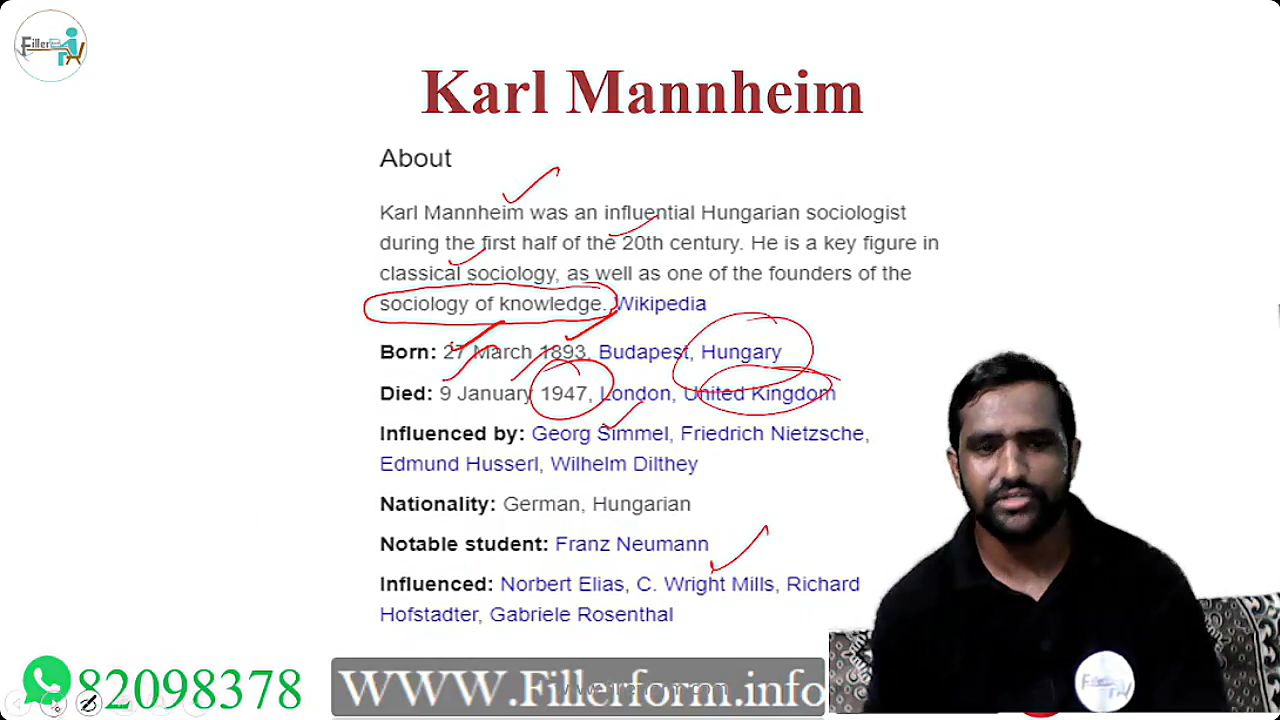 Filler
Karl Mannheim
About
Karl Mannheim was an influential Hungarian sociologist
during the first half of the 20th century. He is a key figure in
classical sociology, as well as one of the founders of the
sociology of knowledge. Wikipedia
Born: 27 March 1893, Budapest, Hungary
Died: 9 January 1947, London, United Kingdom
Influenced by: Georg Simmel, Friedrich Nietzsche,
Edmund Husserl, Wilhelm Dilthey
Nationality: German, Hungarian
Notable student: Franz Neumann
Influenced: Norbert Elias, C. Wright Mills, Richard
Hofstadter, Gabriele Rosenthal
82098378
WWW.Fillerform.info